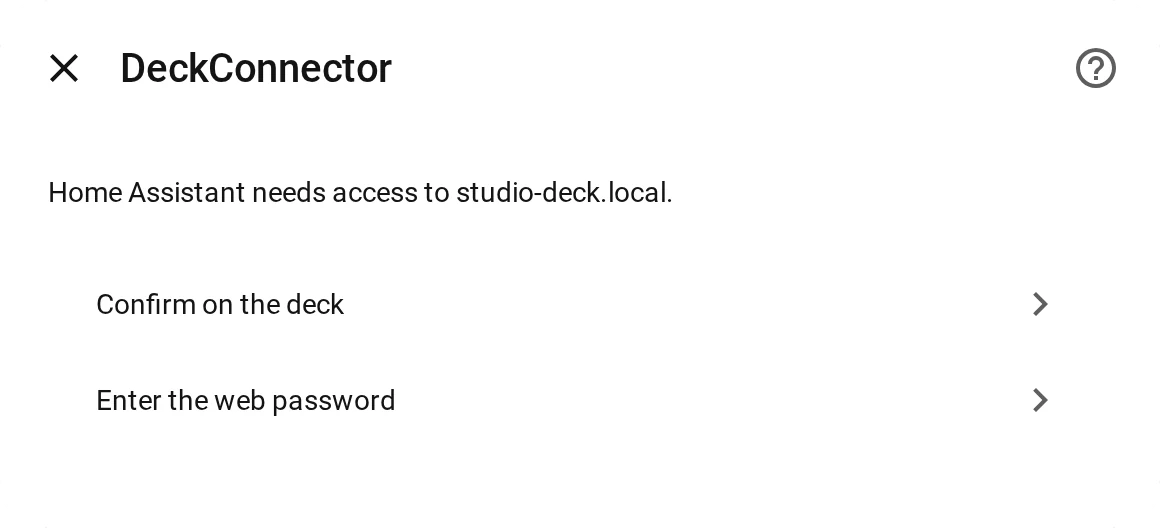 DeckConnector
Home Assistant needs access to studio-deck.local.
Confirm on the deck
Enter the web password